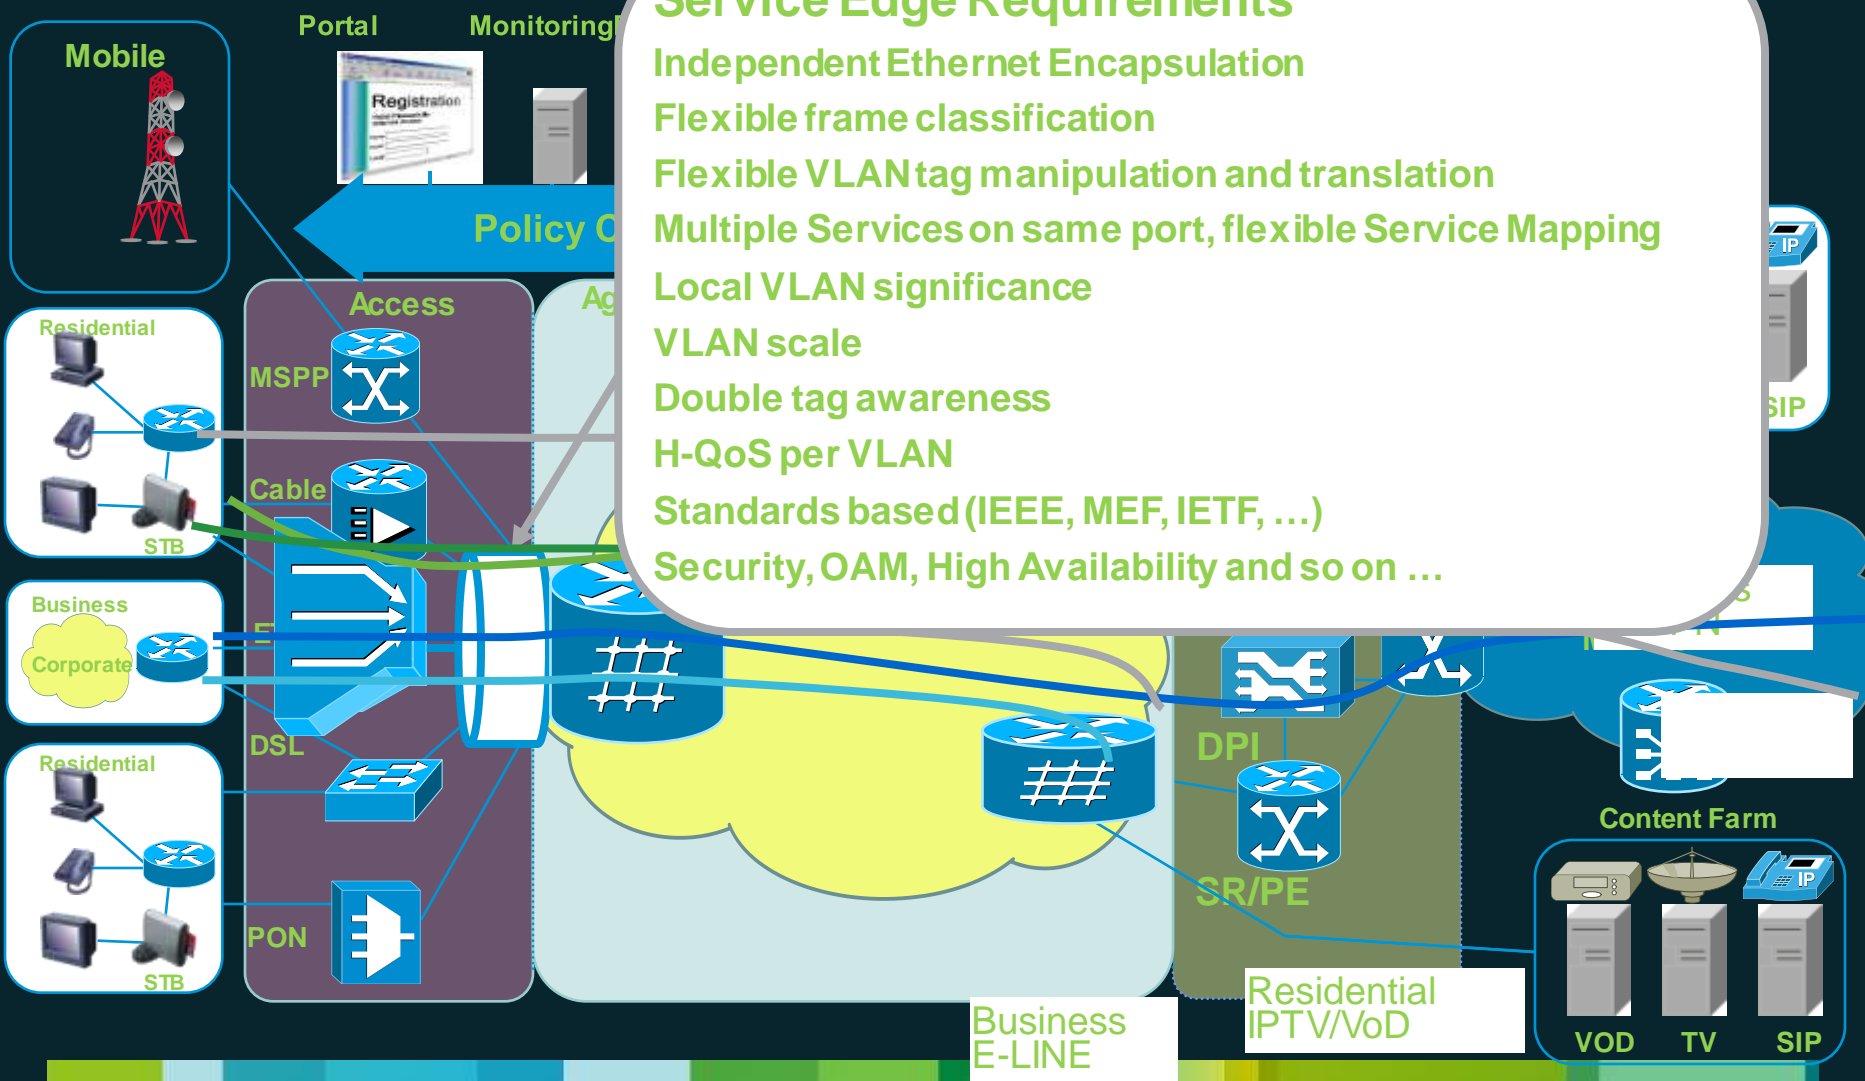 Service Edge Requirements
Independent Ethernet Encapsulation
Flexible frame classification
Flexible VLAN tag manipulation and translation
Multiple Services on same port, flexible Service Mapping
Local VLAN significance
VLAN scale
Double tag awareness
H-QoS per VLAN
Standards based (IEEE, MEF, IETF, …)
Security, OAM, High Availability and so on …
Portal
Monitoring
Mobile
Registration
Policy
Access
Residential
MSPP
Cable
STB
Business
Corporate
DSL
Residential
PON
STB
IP
SIP
DPI
SR/PE
Content Farm
IP
VOD
TV
SIP
Residential
IPTV/VoD
Business
E-LINE